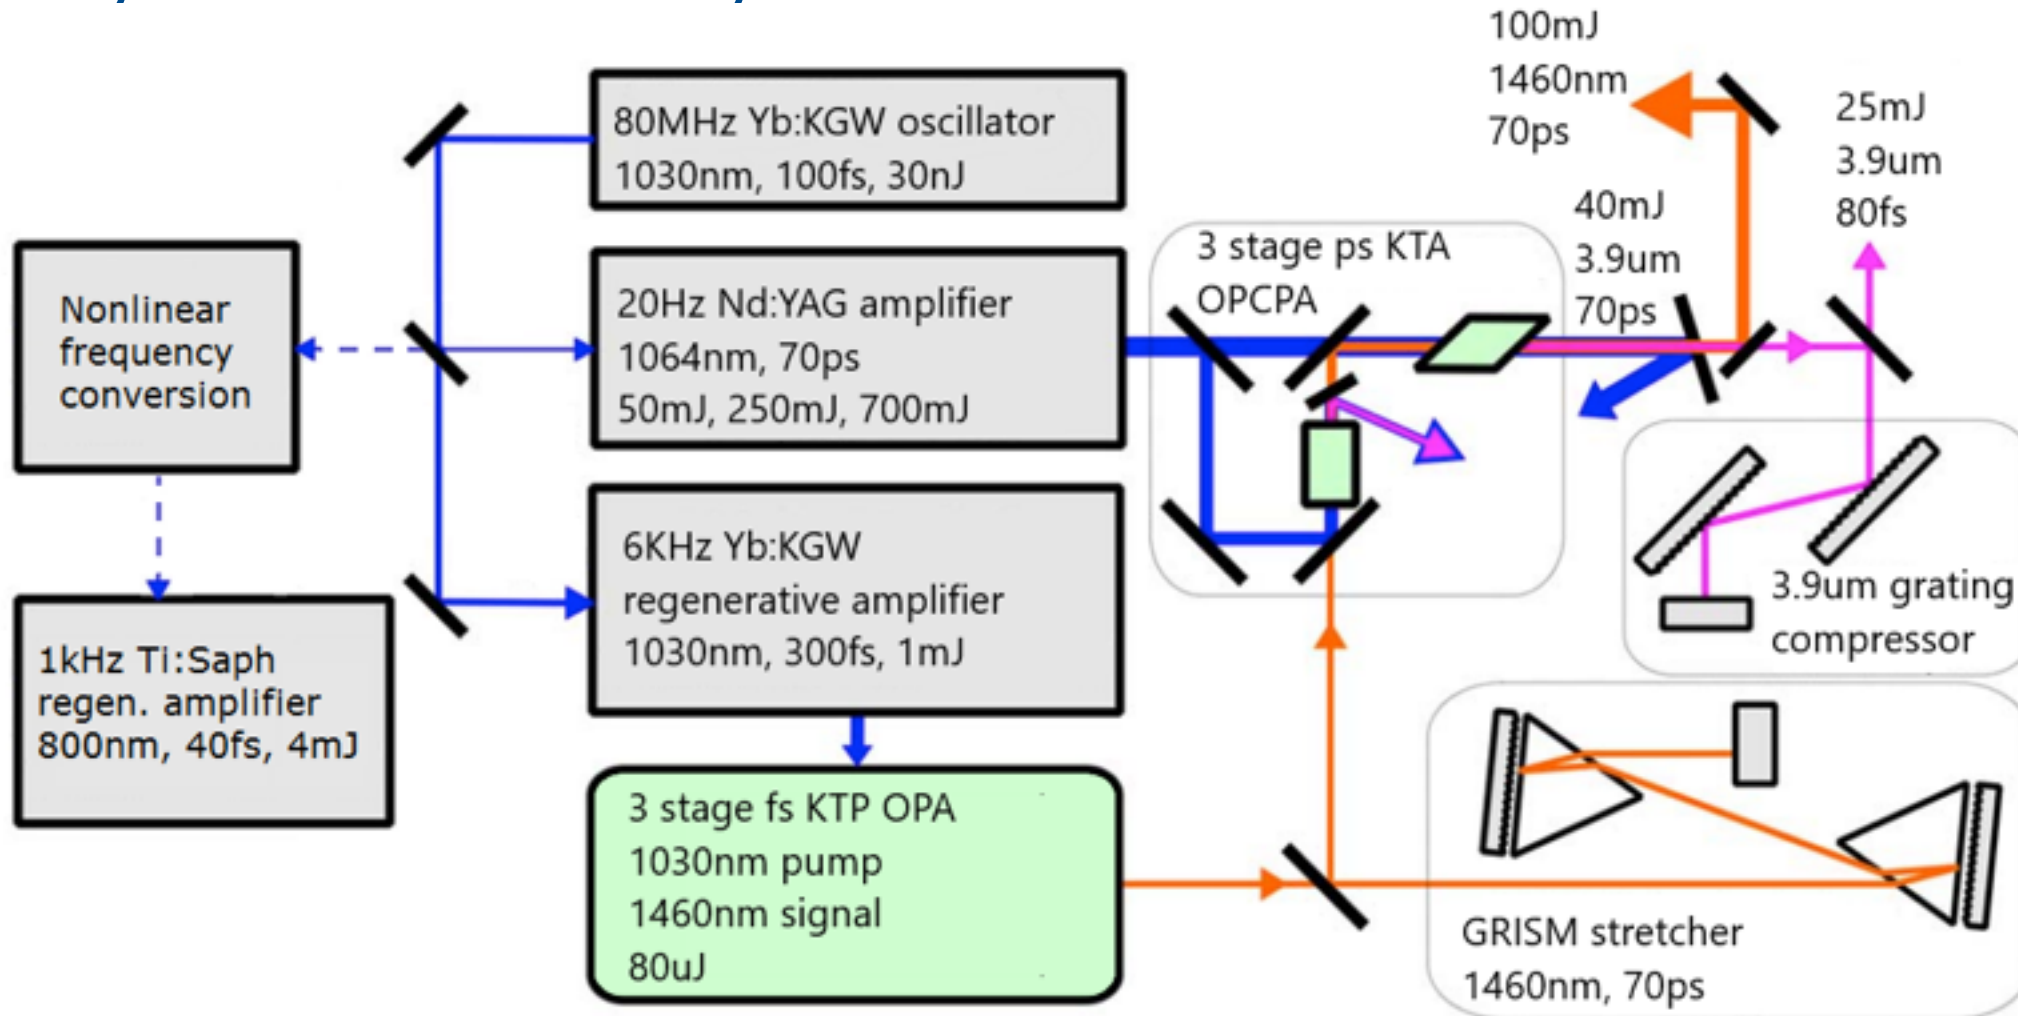 80MHz Yb:KGW oscillator
1030nm, 100fs, 30nJ
Nonlinear
frequency
conversion
20Hz Nd:YAG amplifier
1064nm, 70ps
50mJ, 250mJ, 700mJ
6KHz Yb:KGW
regenerative amplifier
1030nm, 300fs, 1mJ
1kHz Ti:Saph
regen. amplifier
800nm, 40fs, 4mJ
3 stage fs KTP OPA
1030nm pump
1460nm signal
80uJ
3 stage ps KTA
OPCPA
100mJ
1460nm
70ps
40mJ
3.9um
70ps
25mJ
3.9um
80fs
3.9um grating
compressor
GRISM stretcher
1460nm, 70ps